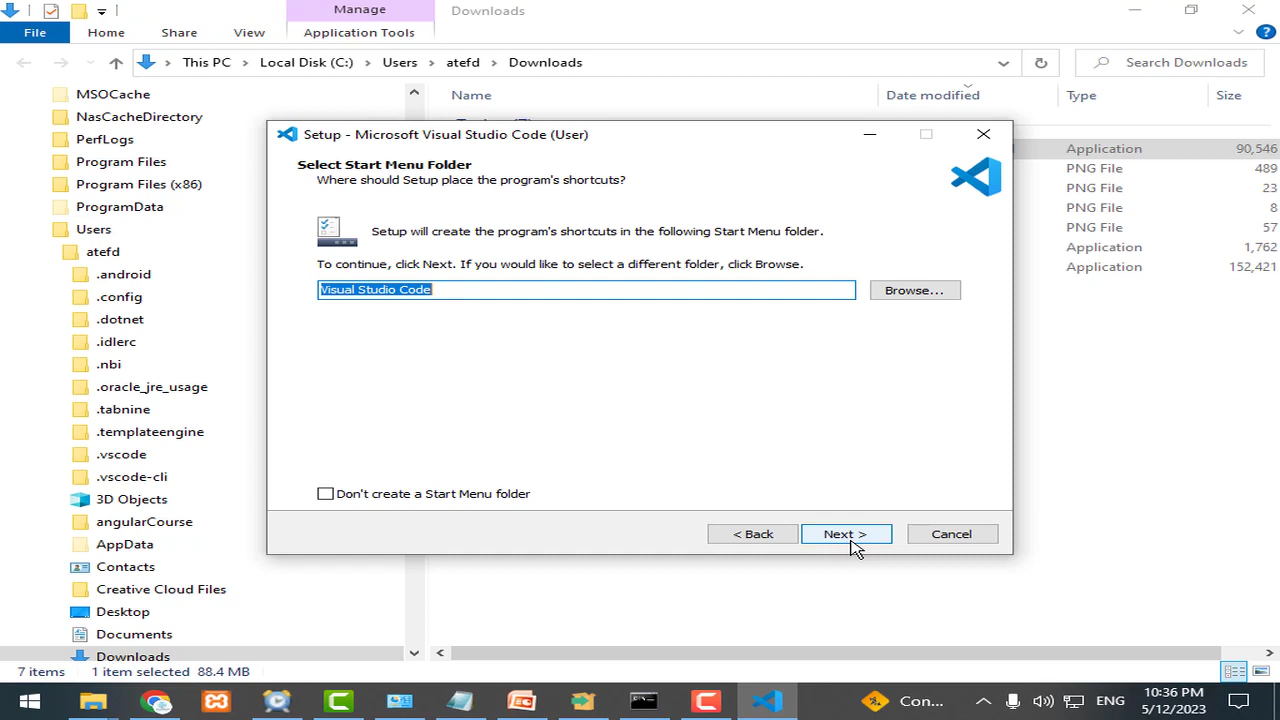 Manage
Downloads
File
Home
Share
View
Application Tools
This PC
Local Disk (C:)
Users
atefd
Downloads
Search Downloads
Name
Date modified
Type
Size
MSOCache
NasCacheDirectory
PerfLogs
Program Files
Program Files (x86)
ProgramData
Users
atefd
.android
.config
.dotnet
.idlerc
.nbi
.oracle_jre_usage
.tabnine
.templateengine
.vscode
.vscode-cli
3D Objects
angularCourse
AppData
Contacts
Creative Cloud Files
Desktop
Documents
Downloads
Setup - Microsoft Visual Studio Code (User)
Select Start Menu Folder
Where should Setup place the program's shortcuts?
Setup will create the program's shortcuts in the following Start Menu folder.
To continue, click Next. If you would like to select a different folder, click Browse.
Visual Studio Code
Browse...
Don't create a Start Menu folder
< Back
Next >
Cancel
Application 90,546
PNG File 489
PNG File 23
PNG File 8
PNG File 57
Application 1,762
Application 152,421
7 items
1 item selected 88.4 MB
Con...
ENG
10:36 PM
5/12/2023